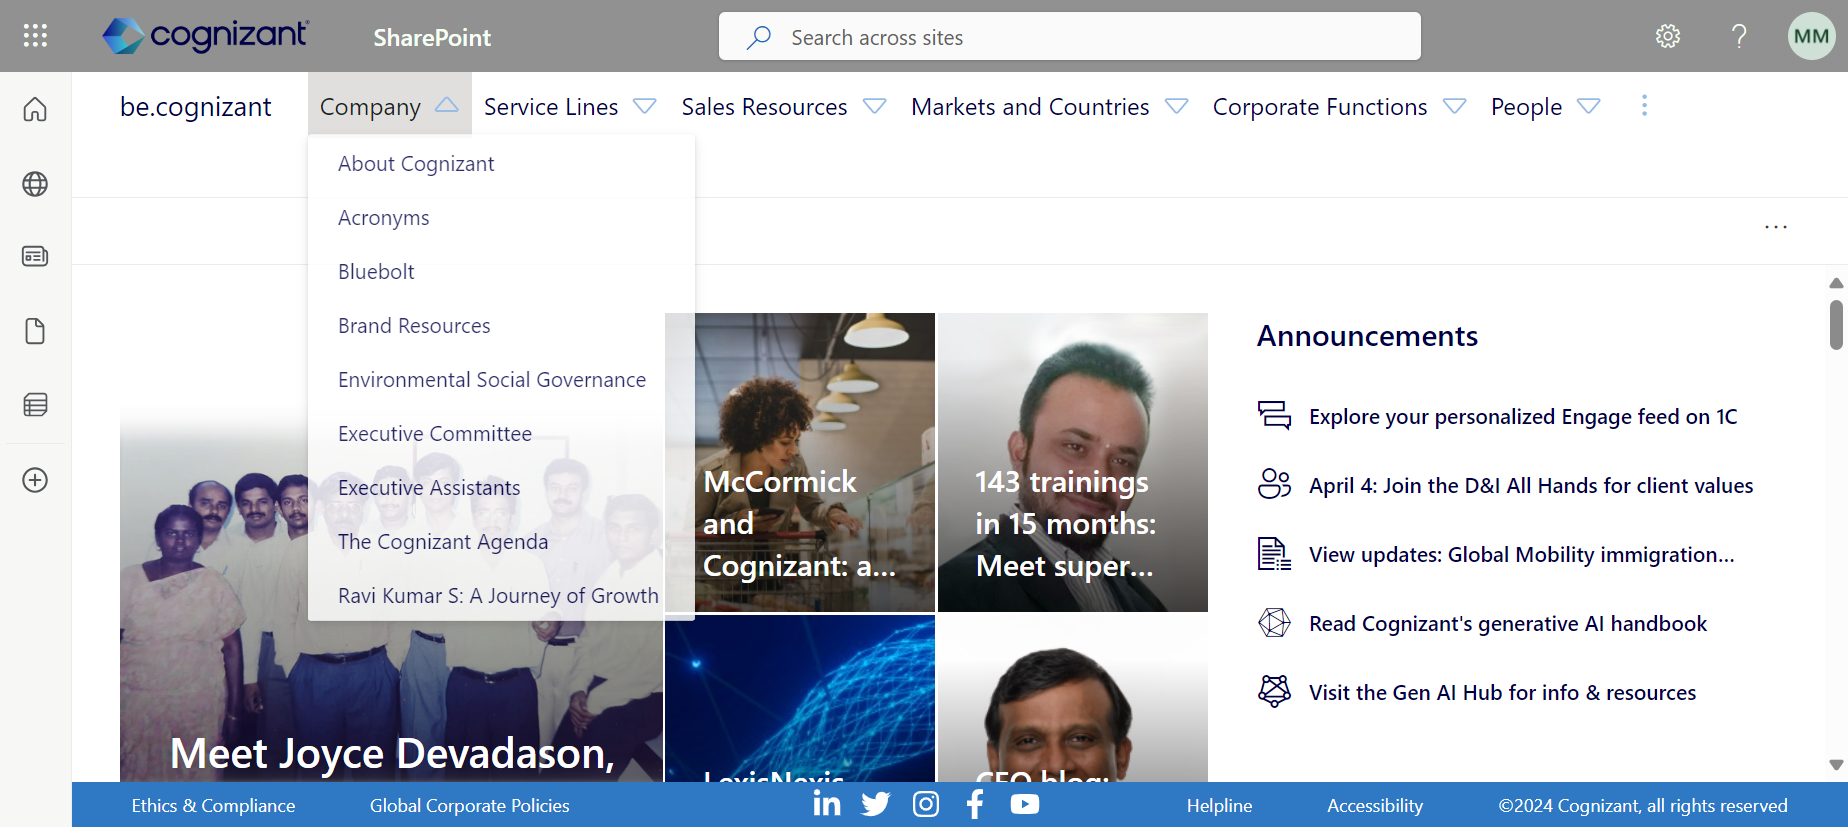 cognizant
SharePoint
Search across sites
?
MM
be.cognizant
Company
Service Lines
Sales Resources
Markets and Countries
Corporate Functions
People
About Cognizant
Acronyms
Bluebolt
Brand Resources
Environmental Social Governance
Executive Committee
Executive Assistants
The Cognizant Agenda
Ravi Kumar S: A Journey of Growth
...
Meet Joyce Devadason,
McCormick
and
Cognizant: a...
143 trainings
in 15 months:
Meet super...
LexisNexis
CEO blog:
Announcements
Explore your personalized Engage feed on 1C
April 4: Join the D&I All Hands for client values
View updates: Global Mobility immigration...
Read Cognizant's generative AI handbook
Visit the Gen AI Hub for info & resources
Ethics & Compliance
Global Corporate Policies
in
Helpline
Accessibility
©2024 Cognizant, all rights reserved